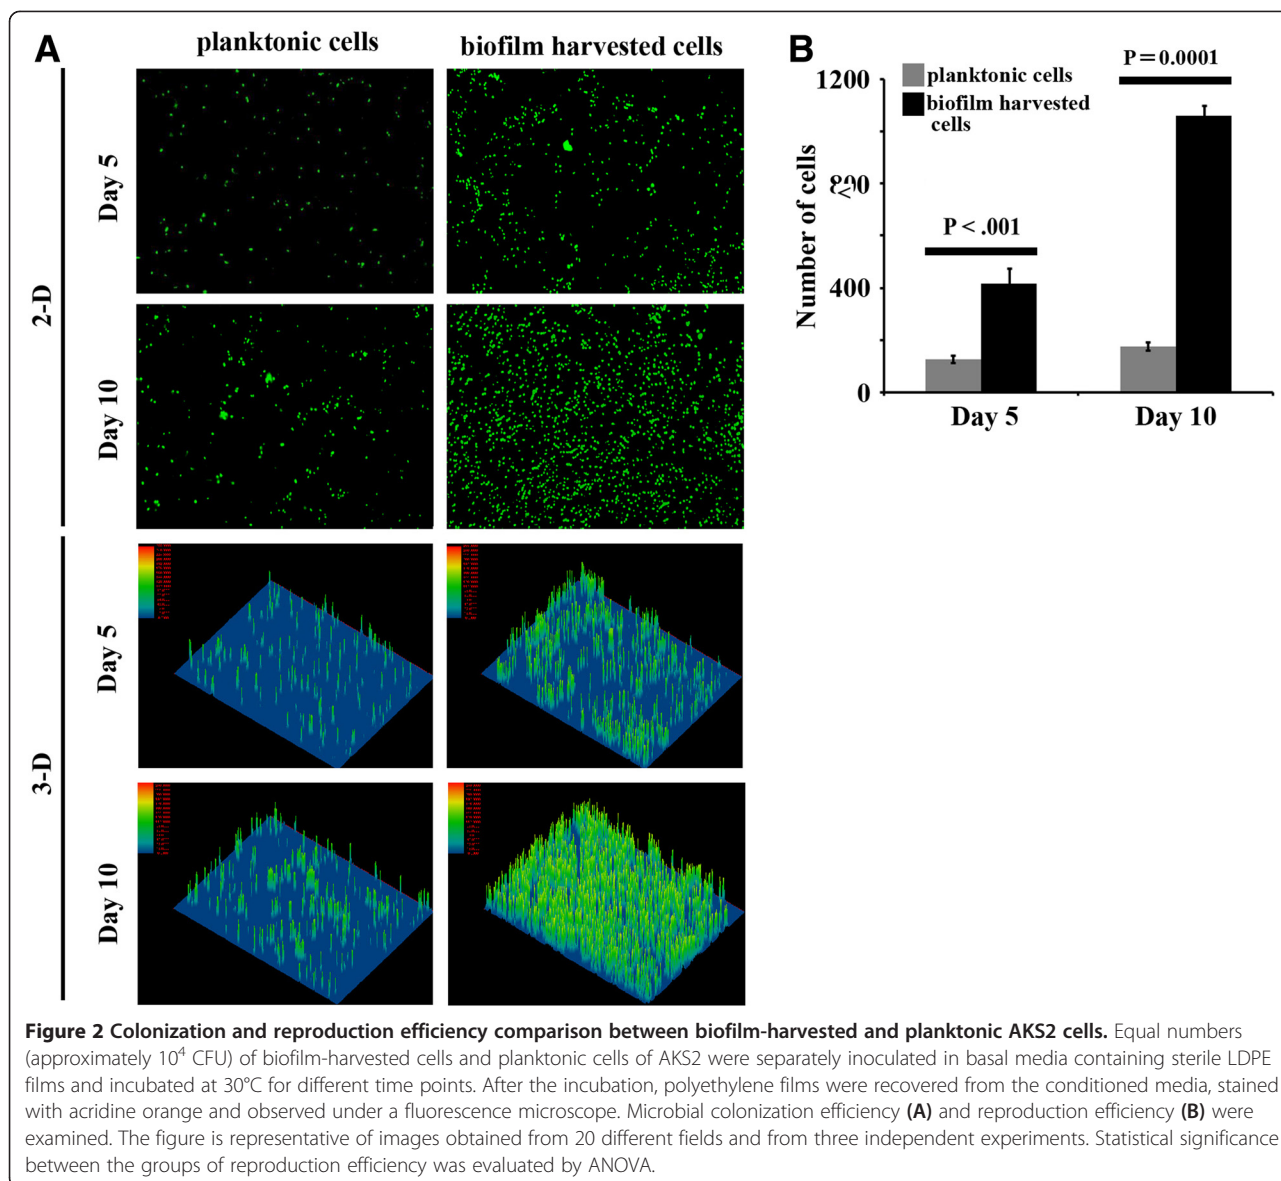 A
planktonic cells
biofilm harvested cells
2-D
Day 5
Day 10
3-D
Day 5
Day 10
B
P = 0.0001
planktonic cells
biofilm harvested
cells
P < .001
Number of cells
1200
800
400
0
Day 5
Day 10
Figure 2 Colonization and reproduction efficiency comparison between biofilm-harvested and planktonic AKS2 cells. Equal numbers
(approximately 10⁴ CFU) of biofilm-harvested cells and planktonic cells of AKS2 were separately inoculated in basal media containing sterile LDPE
films and incubated at 30°C for different time points. After the incubation, polyethylene films were recovered from the conditioned media, stained
with acridine orange and observed under a fluorescence microscope. Microbial colonization efficiency (A) and reproduction efficiency (B) were
examined. The figure is representative of images obtained from 20 different fields and from three independent experiments. Statistical significance
between the groups of reproduction efficiency was evaluated by ANOVA.